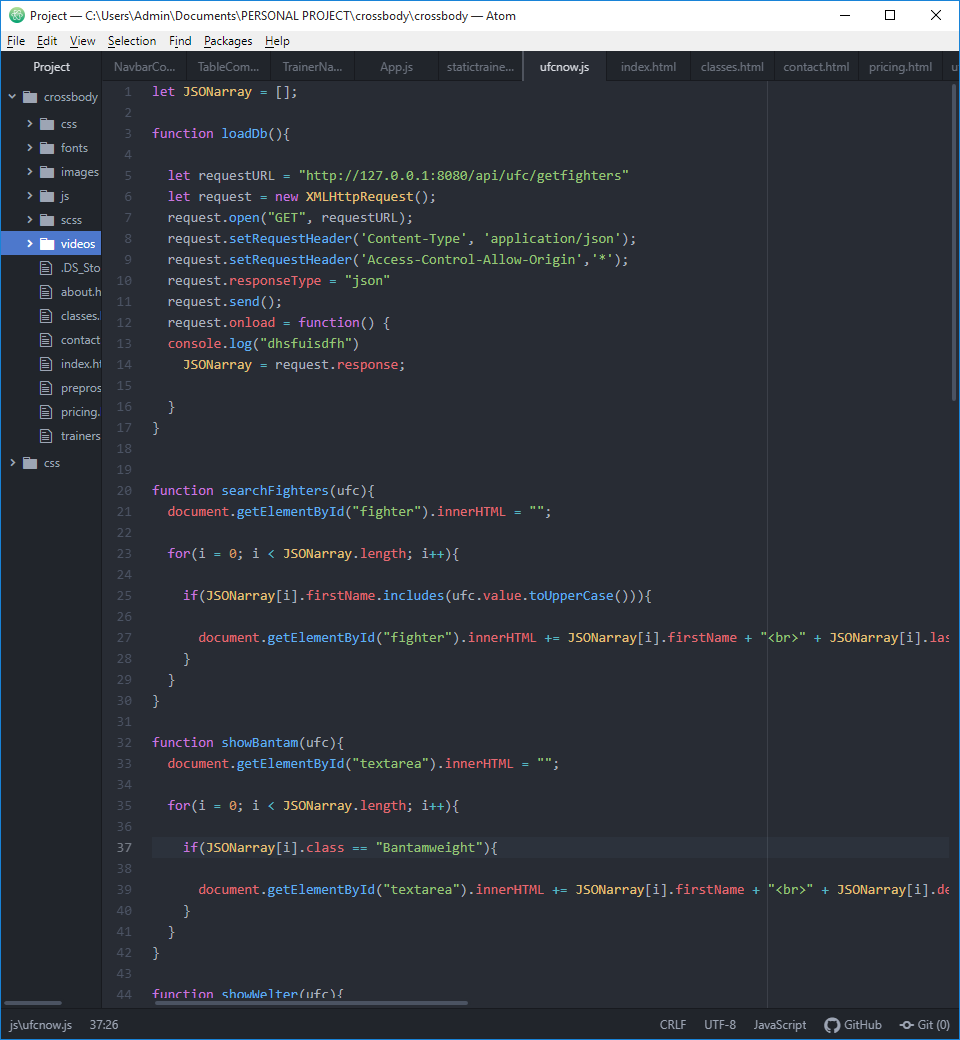 Project — C:\Users\Admin\Documents\PERSONAL PROJECT\crossbody\crossbody — Atom
File Edit View Selection Find Packages Help
Project NavbarCo... TableCom... TrainerNa... App.js statictraine... ufcnow.js index.html classes.html contact.html pricing.html
crossbody
css
fonts
images
js
scss
videos
.DS_Sto
about.h
classes.
contact
index.ht
prepros
pricing.
trainers
css
1 let JSONarray = [];
2
3 function loadDb(){
4
5 let requestURL = "http://127.0.0.1:8080/api/ufc/getfighters"
6 let request = new XMLHttpRequest();
7 request.open("GET", requestURL);
8 request.setRequestHeader('Content-Type', 'application/json');
9 request.setRequestHeader('Access-Control-Allow-Origin','*');
10 request.responseType = "json"
11 request.send();
12 request.onload = function() {
13 console.log("dhsfuisdfh")
14 JSONarray = request.response;
15
16 }
17 }
18
19
20 function searchFighters(ufc){
21 document.getElementById("fighter").innerHTML = "";
22
23 for(i = 0; i < JSONarray.length; i++){
24
25 if(JSONarray[i].firstName.includes(ufc.value.toUpperCase())){
26
27 document.getElementById("fighter").innerHTML += JSONarray[i].firstName + "<br>" + JSONarray[i].las
28 }
29 }
30 }
31
32 function showBantam(ufc){
33 document.getElementById("textarea").innerHTML = "";
34
35 for(i = 0; i < JSONarray.length; i++){
36
37 if(JSONarray[i].class == "Bantamweight"){
38
39 document.getElementById("textarea").innerHTML += JSONarray[i].firstName + "<br>" + JSONarray[i].de
40 }
41 }
42 }
43
44 function showWelter(ufc){
js\ufcnow.js 37:26 CRLF UTF-8 JavaScript GitHub Git (0)